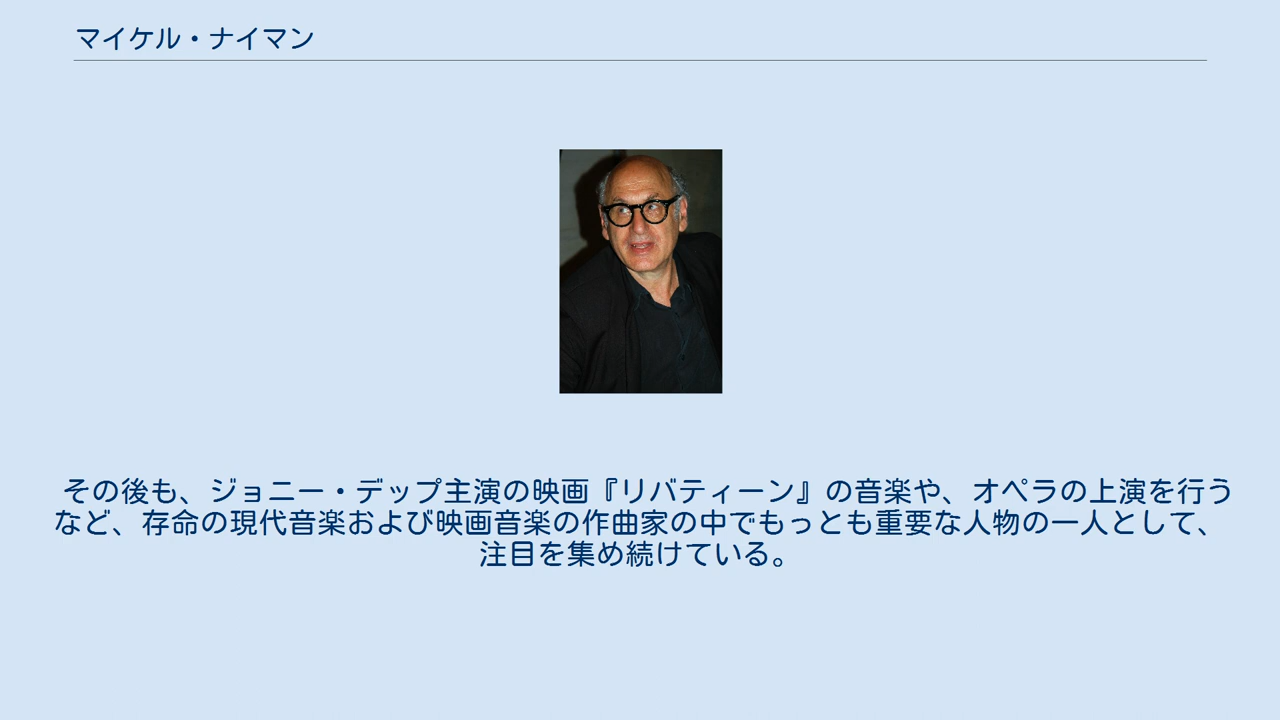 マイケル・ナイマン
その後も、ジョニー・デップ主演の映画『リバティーン』の音楽や、オペラの上演を行う
など、存命の現代音楽および映画音楽の作曲家の中でもっとも重要な人物の一人として、
注目を集め続けている。